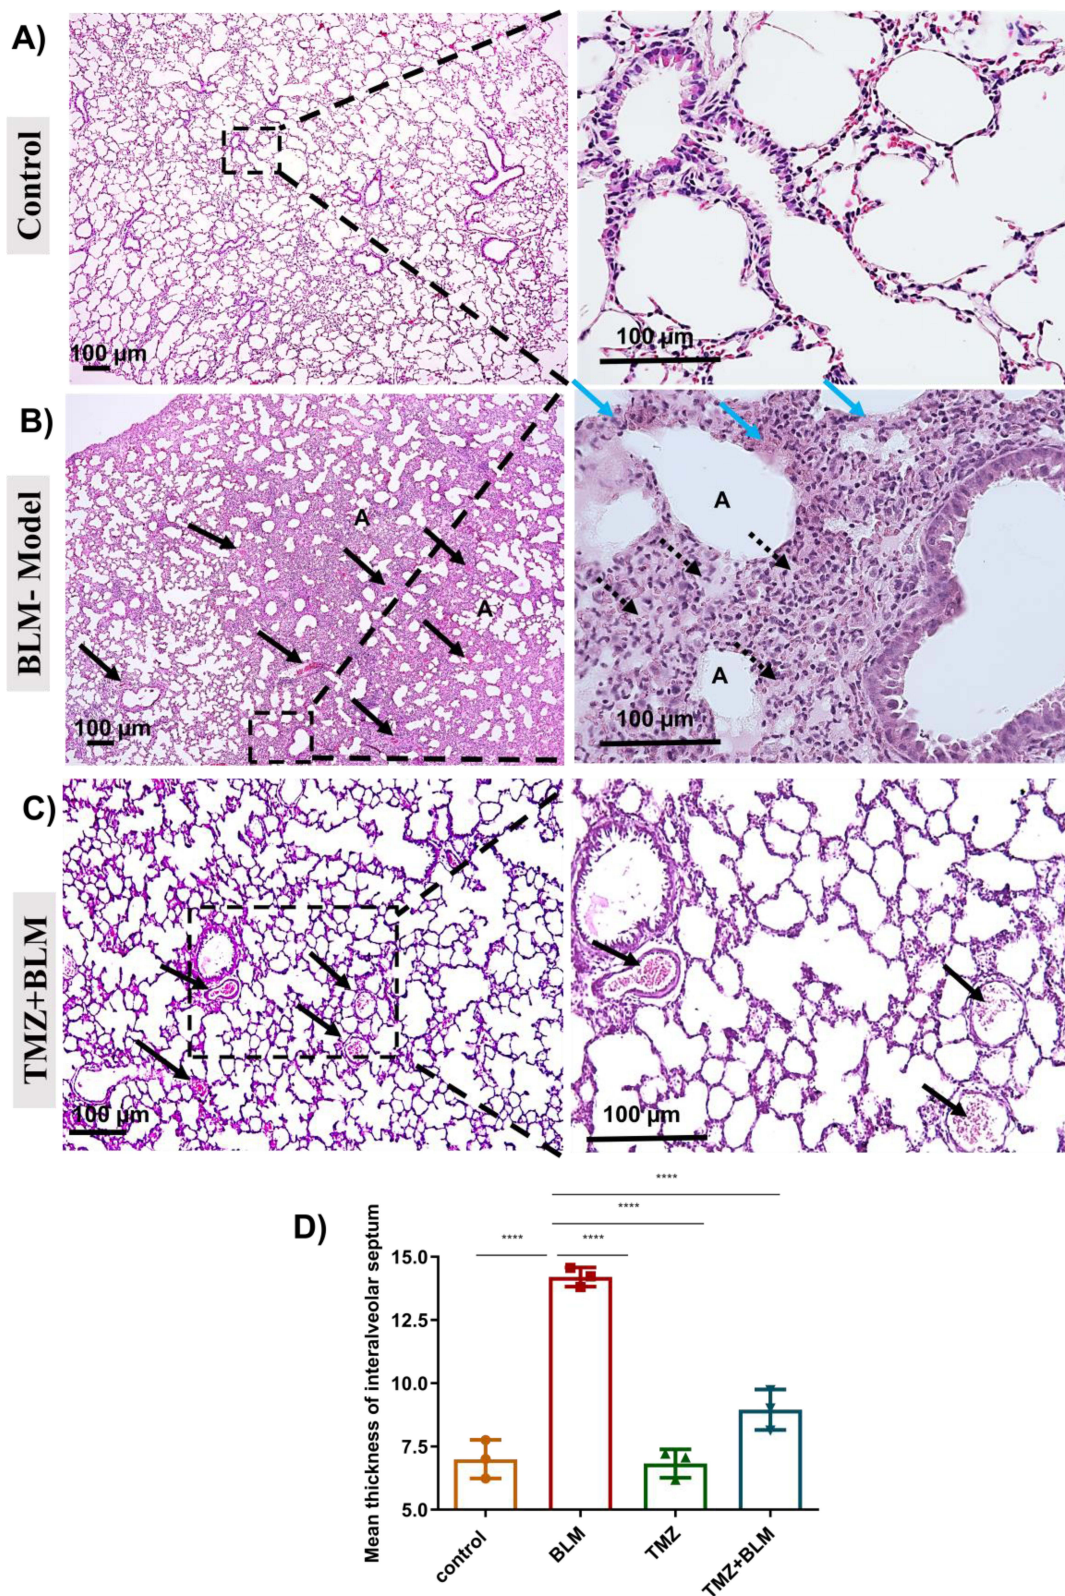 A)
Control
100 µm
100 µm
B)
BLM- Model
A
A
100 µm
A
A
100 µm
C)
TMZ+BLM
100 µm
100 µm
D)
Mean thickness of interalveolar septum
****
****
****
****
15.0
12.5
10.0
7.5
5.0
control
BLM
TMZ
TMZ+BLM